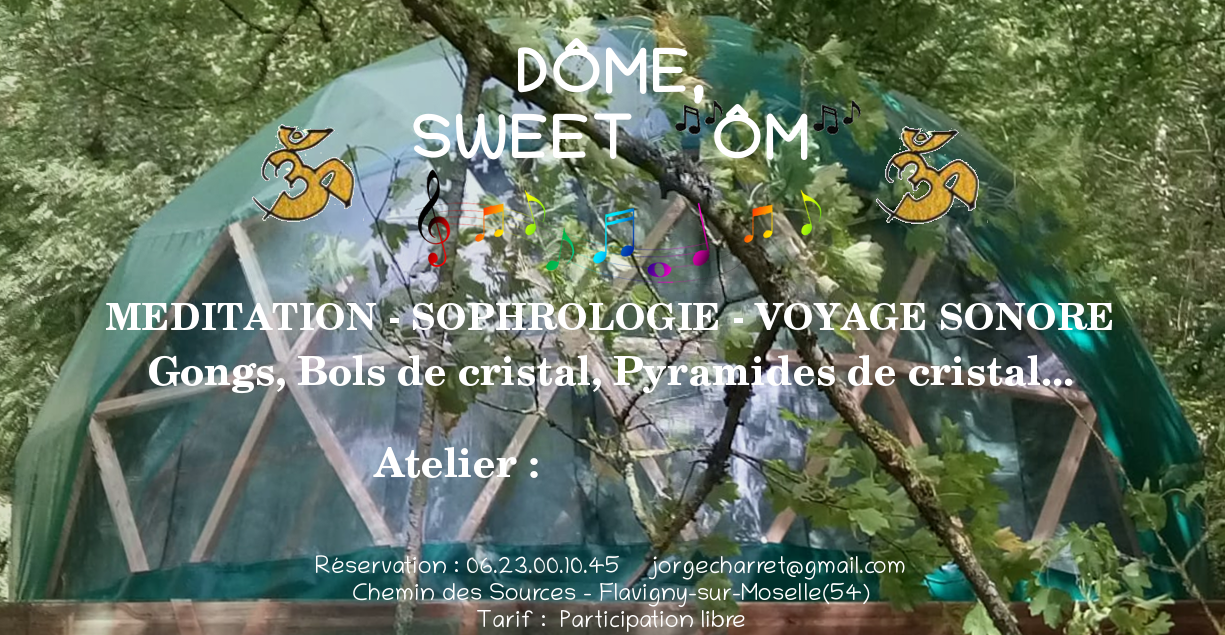 DÔME,
SWEET ÔM
MEDITATION - SOPHROLOGIE - VOYAGE SONORE
Gongs, Bols de cristal, Pyramides de cristal...
Atelier :
Réservation : 06.23.00.10.45 jorgecharret@gmail.com
Chemin des Sources - Flavigny-sur-Moselle(54)
Tarif : Participation libre